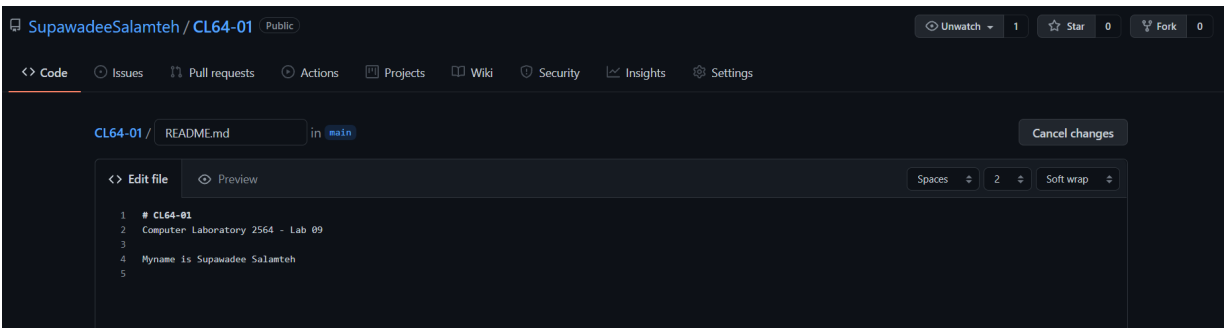 SupawadeeSalamteh / CL64-01 Public
Unwatch 1 Star 0 Fork 0
<> Code Issues Pull requests Actions Projects Wiki Security Insights Settings
CL64-01 / README.md in main Cancel changes
<> Edit file Preview Spaces 2 Soft wrap
1 # CL64-01
2 Computer Laboratory 2564 - Lab 09
3
4 Myname is Supawadee Salamteh
5